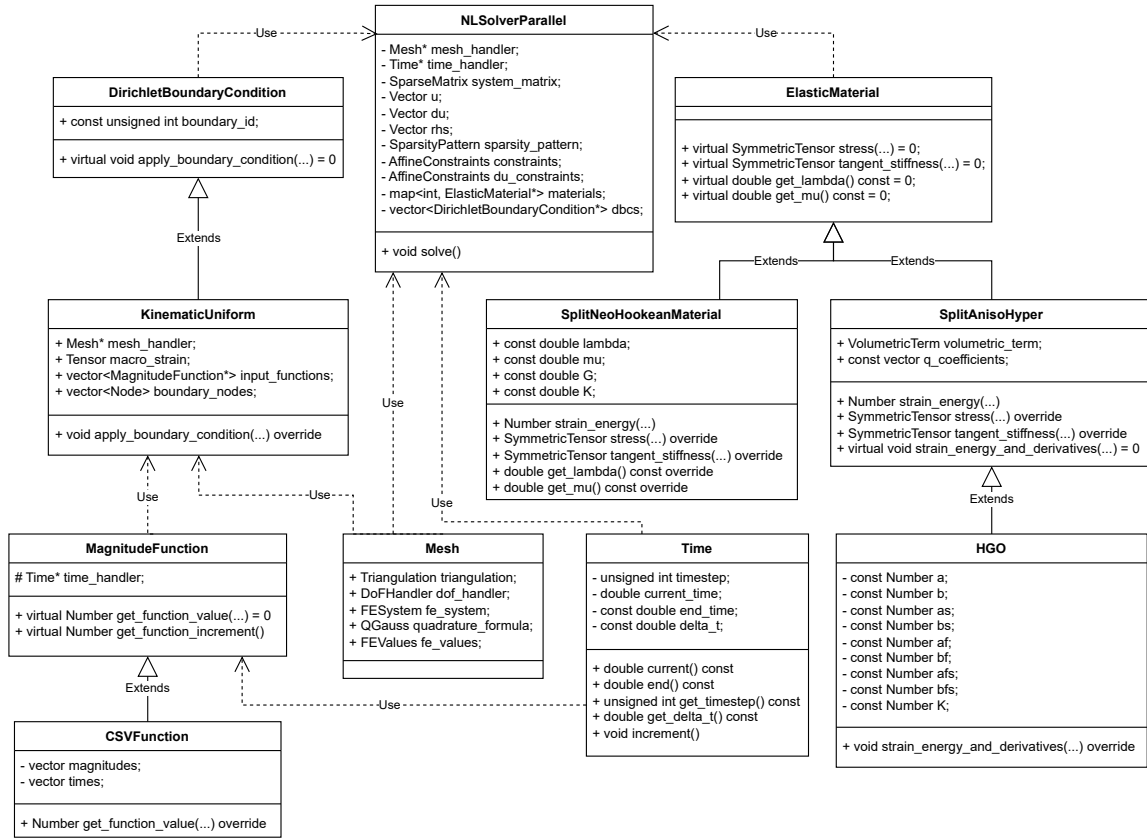 NLSolverParallel
- Mesh* mesh_handler;
- Time* time_handler;
- SparseMatrix system_matrix;
- Vector u;
- Vector du;
- Vector rhs;
- SparsityPattern sparsity_pattern;
- AffineConstraints constraints;
- AffineConstraints du_constraints;
- map<int, ElasticMaterial*> materials;
- vector<DirichletBoundaryCondition*> dbcs;
+ void solve()
Use
Use
DirichletBoundaryCondition
+ const unsigned int boundary_id;
+ virtual void apply_boundary_condition(...) = 0
ElasticMaterial
+ virtual SymmetricTensor stress(...) = 0;
+ virtual SymmetricTensor tangent_stiffness(...) = 0;
+ virtual double get_lambda() const = 0;
+ virtual double get_mu() const = 0;
Extends
Extends
Extends
KinematicUniform
+ Mesh* mesh_handler;
+ Tensor macro_strain;
+ vector<MagnitudeFunction*> input_functions;
+ vector<Node> boundary_nodes;
+ void apply_boundary_condition(...) override
SplitNeoHookeanMaterial
+ const double lambda;
+ const double mu;
+ const double G;
+ const double K;
+ Number strain_energy(...)
+ SymmetricTensor stress(...) override
+ SymmetricTensor tangent_stiffness(...) override
+ double get_lambda() const override
+ double get_mu() const override
SplitAnisoHyper
+ VolumetricTerm volumetric_term;
+ const vector q_coefficients;
+ Number strain_energy(...)
+ SymmetricTensor stress(...) override
+ SymmetricTensor tangent_stiffness(...) override
+ virtual void strain_energy_and_derivatives(...) = 0
Use
Use
Use
Use
Extends
MagnitudeFunction
# Time* time_handler;
+ virtual Number get_function_value(...) = 0
+ virtual Number get_function_increment()
Mesh
+ Triangulation triangulation;
+ DoFHandler dof_handler;
+ FESystem fe_system;
+ QGauss quadrature_formula;
+ FEValues fe_values;
Time
- unsigned int timestep;
- double current_time;
- const double end_time;
- const double delta_t;
+ double current() const
+ double end() const
+ unsigned int get_timestep() const
+ double get_delta_t() const
+ void increment()
HGO
- const Number a;
- const Number b;
- const Number as;
- const Number bs;
- const Number af;
- const Number bf;
- const Number afs;
- const Number bfs;
- const Number K;
+ void strain_energy_and_derivatives(...) override
Extends
Use
CSVFunction
- vector magnitudes;
- vector times;
+ Number get_function_value(...) override